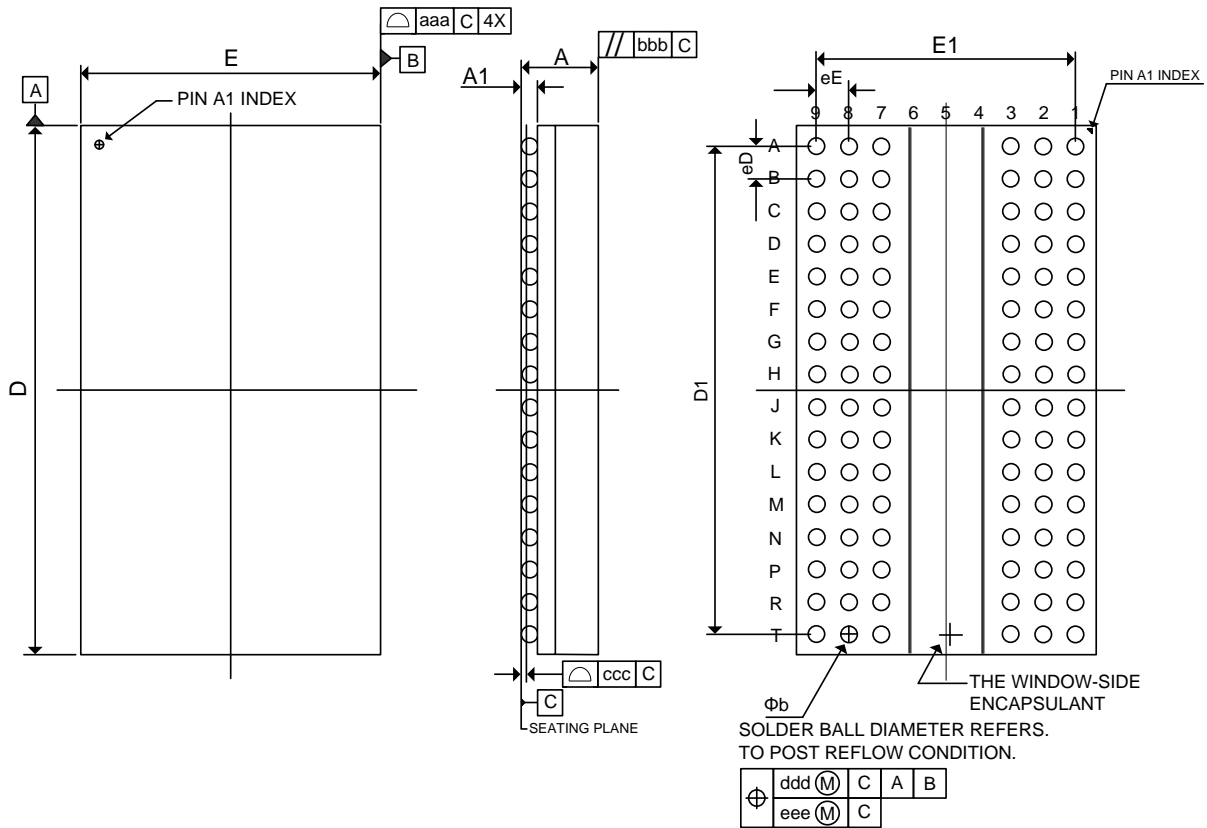 ⌓ aaa C 4X
E
B
A
PIN A1 INDEX
D
A
// bbb C
A1
⌓ ccc C
C
SEATING PLANE
E1
eE
PIN A1 INDEX
9 8 7 6 5 4 3 2 1
eD
D1
A
B
C
D
E
F
G
H
J
K
L
M
N
P
R
T
THE WINDOW-SIDE
ENCAPSULANT
Φb
SOLDER BALL DIAMETER REFERS.
TO POST REFLOW CONDITION.
⌖ ddd Ⓜ C A B
eee Ⓜ C